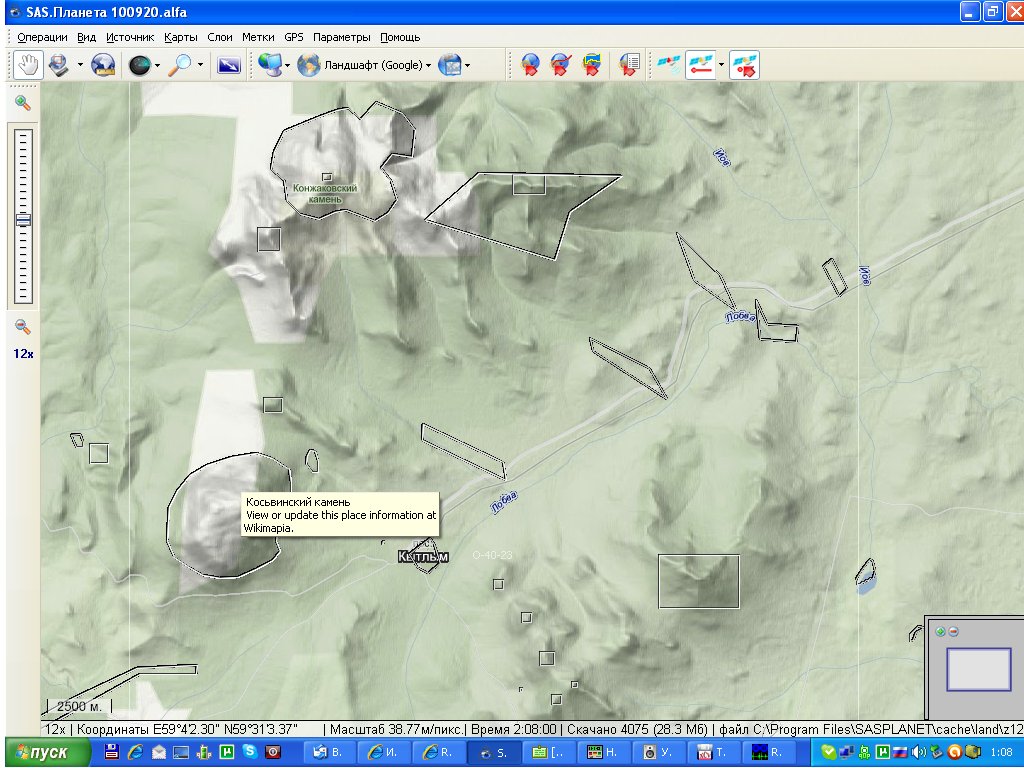 SAS.Планета 100920.alfa
Операции Вид Источник Карты Слои Метки GPS Параметры Помощь
Ландшафт (Google)
Йов
Конжаковский
камень
Йов
Лобва
12x
Косьвинский камень
View or update this place information at
Wikimapia.
Лобва
пос.
Кытлым
O-40-23
2500 м.
12x | Координаты E59°4'2.30" N59°31'3.37" | Масштаб 38.77м/пикс.| Время 2:08:00 | Скачано 4075 (28.3 Мб) | файл C:\Program Files\SASPLANET\cache\land\z12
пуск В. И. R. S. [.. Н. У. Т. R. 1:08